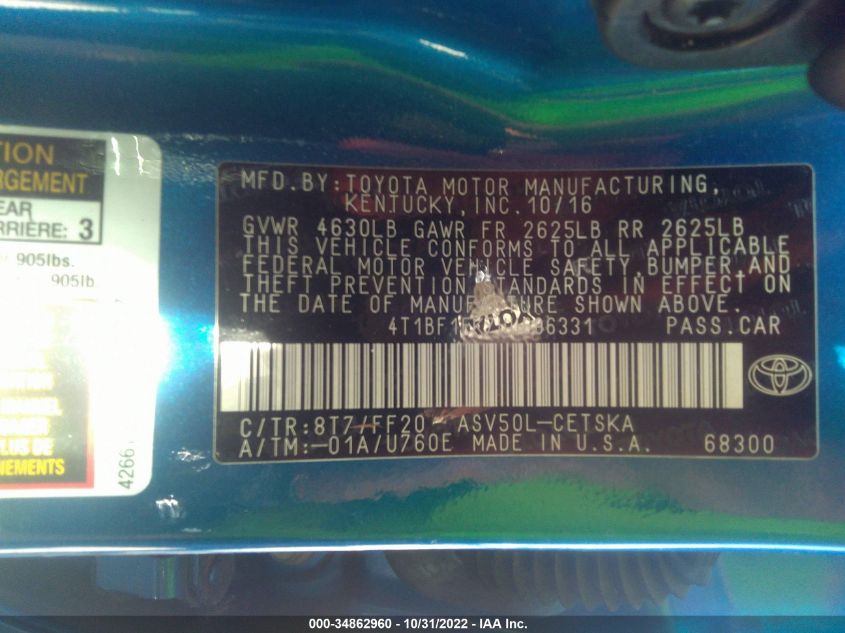 TION
RGEMENT
EAR
RRIÈRE: 3
905lbs.
905lb.
PLUS DE
NEMENTS
4266
MFD.BY:TOYOTA MOTOR MANUFACTURING,
KENTUCKY,INC.10/16
GVWR 4630LB GAWR FR 2625LB RR 2625LB
THIS VEHICLE CONFORMS TO ALL APPLICABLE
FEDERAL MOTOR VEHICLE SAFETY,BUMPER,AND
THEFT PREVENTION STANDARDS IN EFFECT ON
THE DATE OF MANUFACTURE SHOWN ABOVE.
PASS.CAR
C/TR:8T7/FF20 - ASV50L-CETSKA
A/TM:-01A/U760E MADE IN U.S.A. 68300
000-34862960 - 10/31/2022 - IAA Inc.